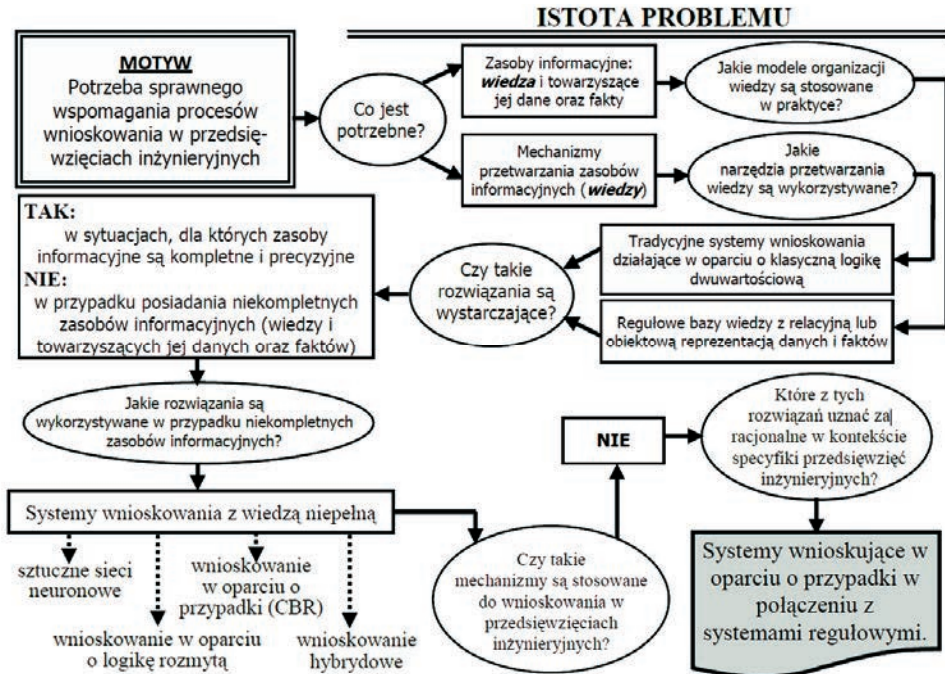 ISTOTA PROBLEMU
MOTYW
Potrzeba sprawnego
wspomagania procesów
wnioskowania w przedsię-
wzięciach inżynieryjnych
Co jest
potrzebne?
Zasoby informacyjne:
wiedza i towarzyszące
jej dane oraz fakty
Jakie modele organizacji
wiedzy są stosowane
w praktyce?
Mechanizmy
przetwarzania zasobów
informacyjnych (wiedzy)
Jakie
narzędzia przetwarzania
wiedzy są wykorzystywane?
Tradycyjne systemy wnioskowania
działające w oparciu o klasyczną logikę
dwuwartościową
Regułowe bazy wiedzy z relacyjną lub
obiektową reprezentacją danych i faktów
Czy takie
rozwiązania są
wystarczające?
TAK:
w sytuacjach, dla których zasoby
informacyjne są kompletne i precyzyjne
NIE:
w przypadku posiadania niekompletnych
zasobów informacyjnych (wiedzy i
towarzyszących jej danych oraz faktów)
Jakie rozwiązania są
wykorzystywane w przypadku niekompletnych
zasobów informacyjnych?
Systemy wnioskowania z wiedzą niepełną
sztuczne sieci
neuronowe
wnioskowanie w oparciu
o logikę rozmytą
wnioskowanie
w oparciu o
przypadki (CBR)
wnioskowanie
hybrydowe
Czy takie
mechanizmy są stosowane
do wnioskowania w
przedsięwzięciach
inżynieryjnych?
NIE
Które z tych
rozwiązań uznać za
racjonalne w kontekście
specyfiki przedsięwzięć
inżynieryjnych?
Systemy wnioskujące w
oparciu o przypadki w
połączeniu z
systemami regułowymi.